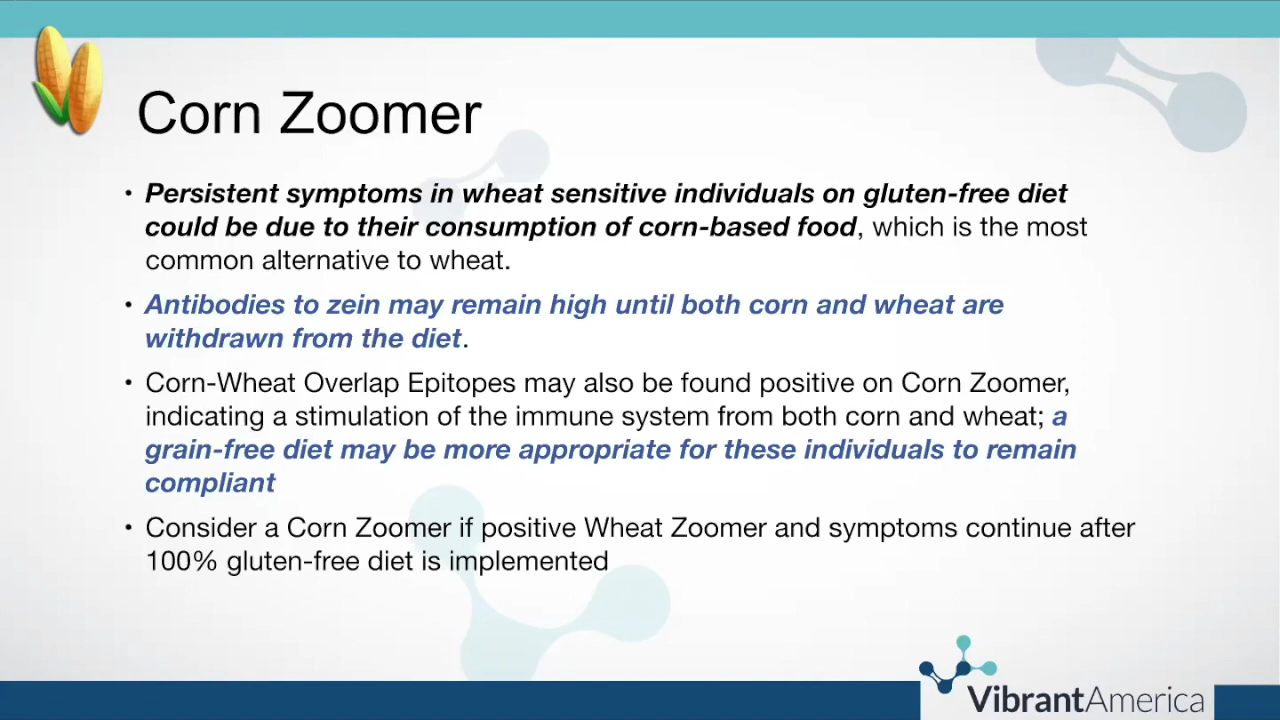 Corn Zoomer
• Persistent symptoms in wheat sensitive individuals on gluten-free diet
could be due to their consumption of corn-based food, which is the most
common alternative to wheat.
• Antibodies to zein may remain high until both corn and wheat are
withdrawn from the diet.
• Corn-Wheat Overlap Epitopes may also be found positive on Corn Zoomer,
indicating a stimulation of the immune system from both corn and wheat; a
grain-free diet may be more appropriate for these individuals to remain
compliant
• Consider a Corn Zoomer if positive Wheat Zoomer and symptoms continue after
100% gluten-free diet is implemented
VibrantAmerica